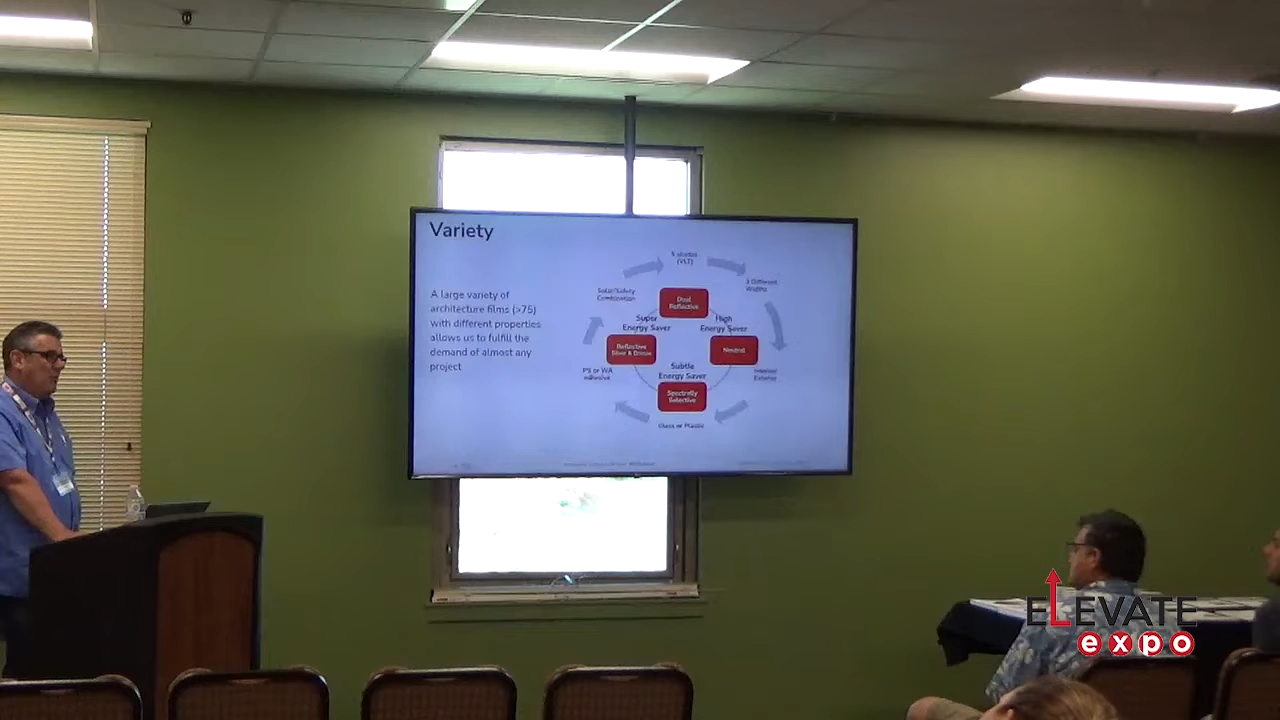 Variety
A large variety of
architecture films (>75)
with different properties
allows us to fulfill the
demand of almost any
project
5 shades
(VLT)
3 Different
Widths
Solar/Safety
Combination
Dual
Reflective
Super
Energy Saver
High
Energy Saver
Reflective
Silver & Bronze
Neutral
Subtle
Energy Saver
PS or WA
adhesive
Interior
Exterior
Spectrally
Selective
Glass or Plastic
ELEVATE
expo